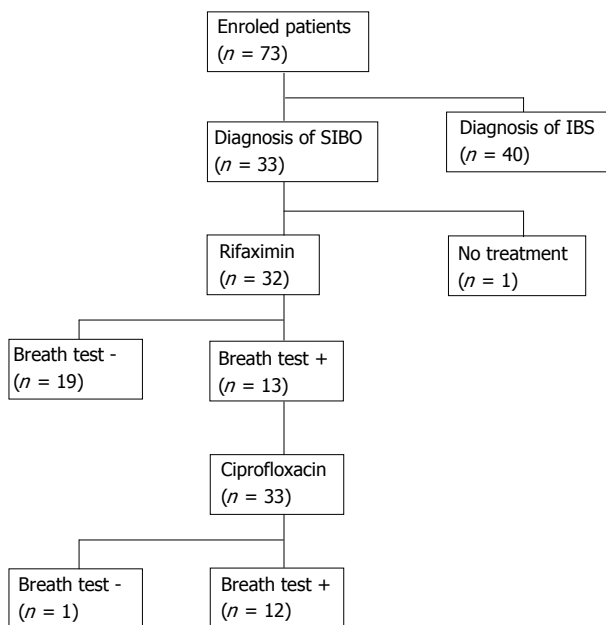 Enroled patients
(n = 73)
Diagnosis of SIBO
(n = 33)
Diagnosis of IBS
(n = 40)
Rifaximin
(n = 32)
No treatment
(n = 1)
Breath test -
(n = 19)
Breath test +
(n = 13)
Ciprofloxacin
(n = 33)
Breath test -
(n = 1)
Breath test +
(n = 12)